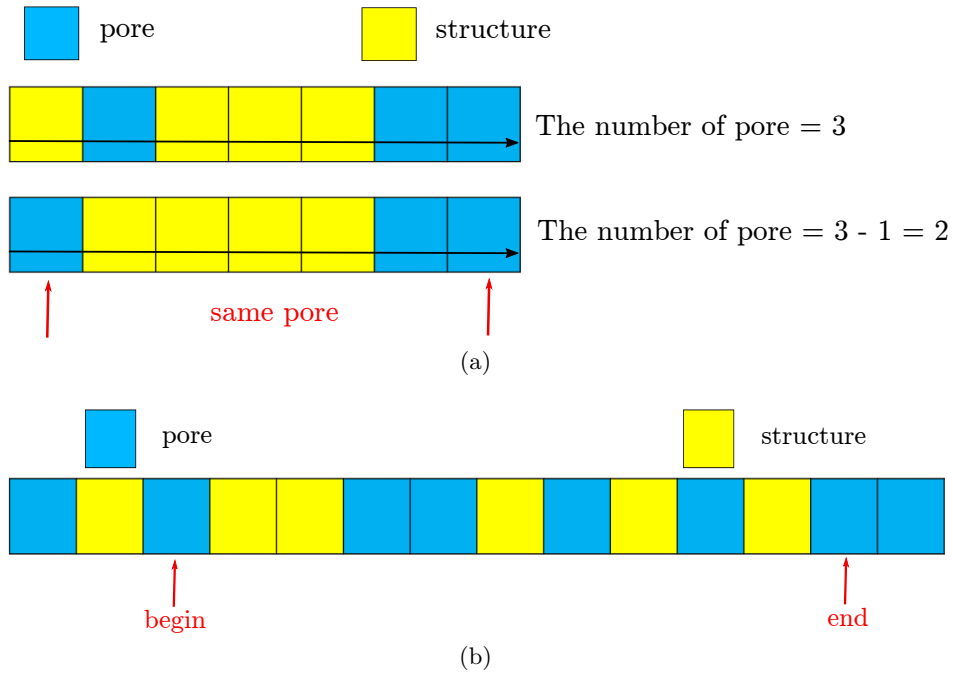 pore
structure
The number of pore = 3
The number of pore = 3 - 1 = 2
same pore
(a)
pore
structure
begin
end
(b)